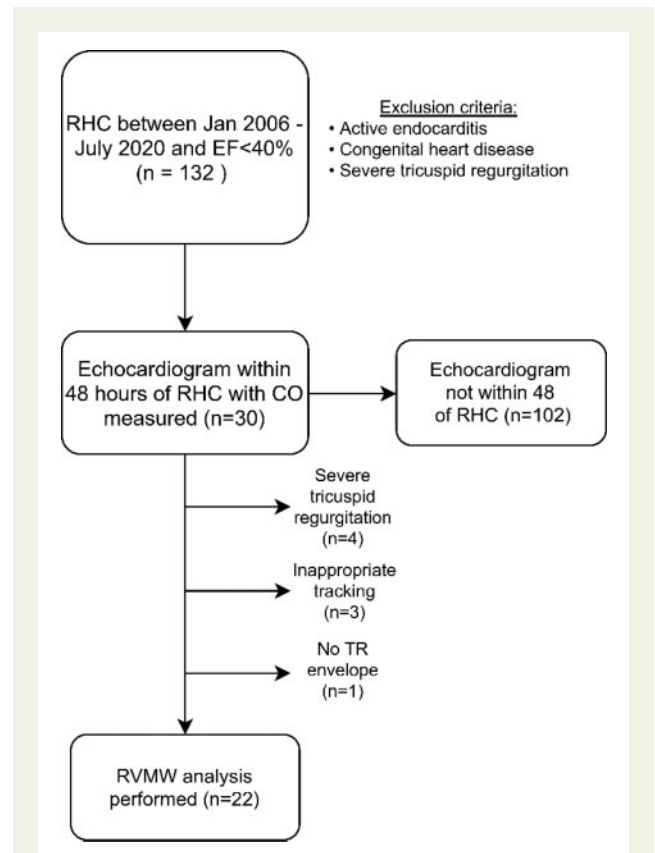 RHC between Jan 2006 -
July 2020 and EF<40%
(n = 132 )
Exclusion criteria:
• Active endocarditis
• Congenital heart disease
• Severe tricuspid regurgitation
Echocardiogram within
48 hours of RHC with CO
measured (n=30)
Echocardiogram
not within 48
of RHC (n=102)
Severe
tricuspid
regurgitation
(n=4)
Inappropriate
tracking
(n=3)
No TR
envelope
(n=1)
RVMW analysis
performed (n=22)